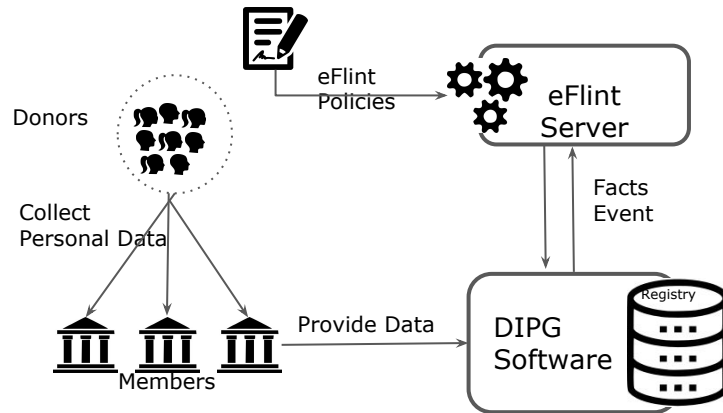 eFlint
Policies
eFlint
Server
Donors
Facts
Event
Collect
Personal Data
Registry
Provide Data
DIPG
Software
Members